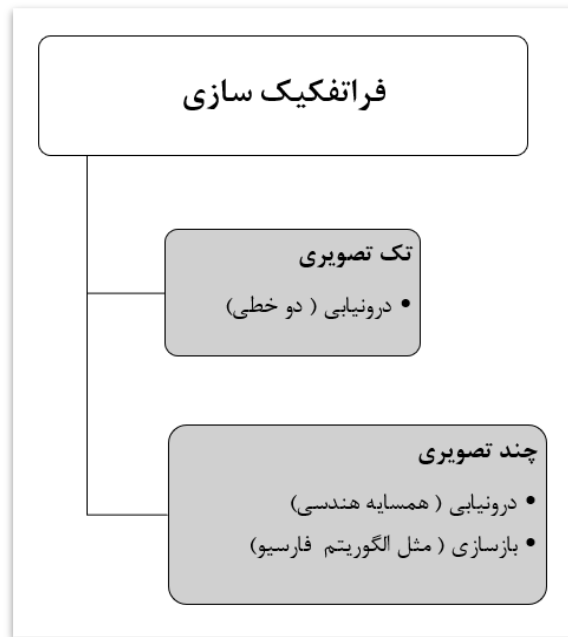 فراتفکیک سازی
تک تصویری
• درونیابی ( دو خطی)
چند تصویری
• درونیابی ( همسایه هندسی)
• بازسازی ( مثل الگوریتم فارسیو)